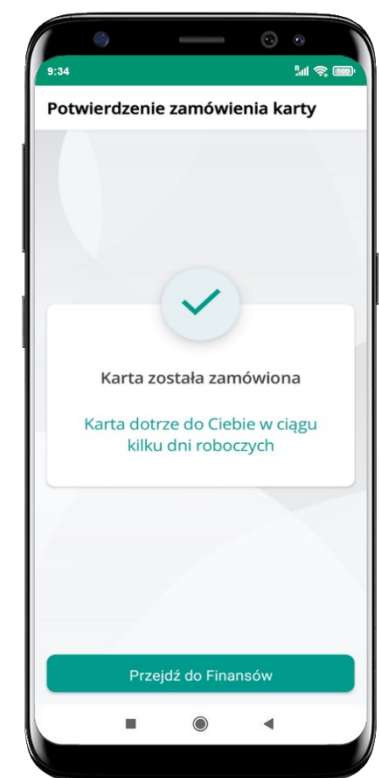 9:34
Potwierdzenie zamówienia karty
Karta została zamówiona
Karta dotrze do Ciebie w ciągu
kilku dni roboczych
Przejdź do Finansów